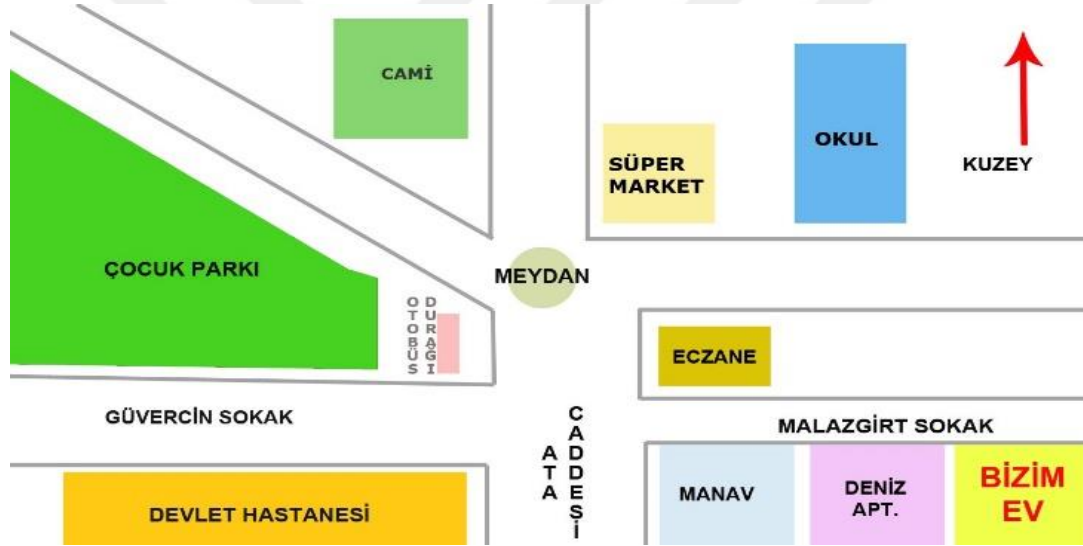 CAMİ
SÜPER
MARKET
OKUL
KUZEY
ÇOCUK PARKI
MEYDAN
OTOBÜS
DURAĞI
ECZANE
GÜVERCİN SOKAK
ATA
CADDESİ
MALAZGİRT SOKAK
DEVLET HASTANESİ
MANAV
DENİZ
APT.
BİZİM
EV